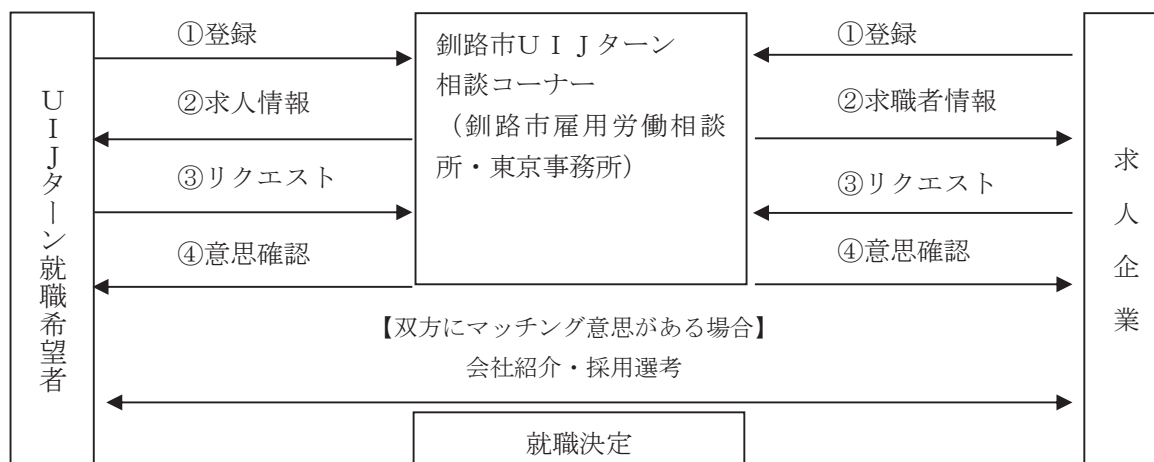 UIJターン就職希望者
①登録
②求人情報
③リクエスト
④意思確認
釧路市UIJターン
相談コーナー
(釧路市雇用労働相談
所・東京事務所)
①登録
②求職者情報
③リクエスト
④意思確認
求人企業
【双方にマッチング意思がある場合】
会社紹介・採用選考
就職決定